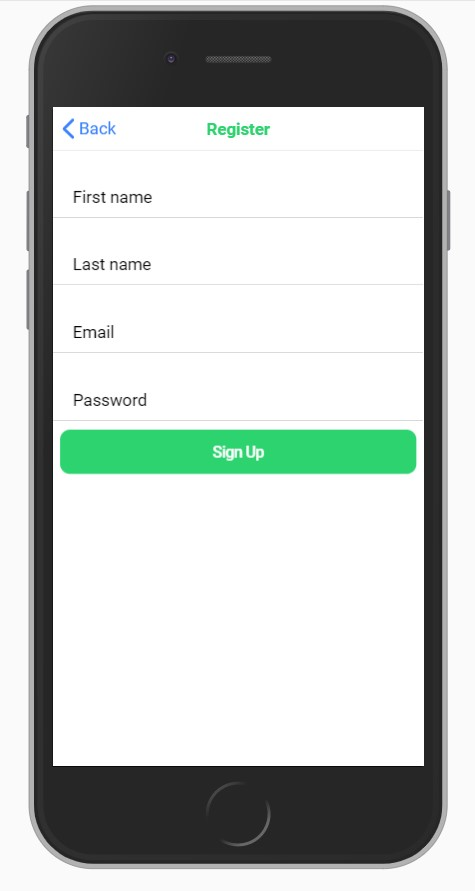 Back
Register
First name
Last name
Email
Password
Sign Up